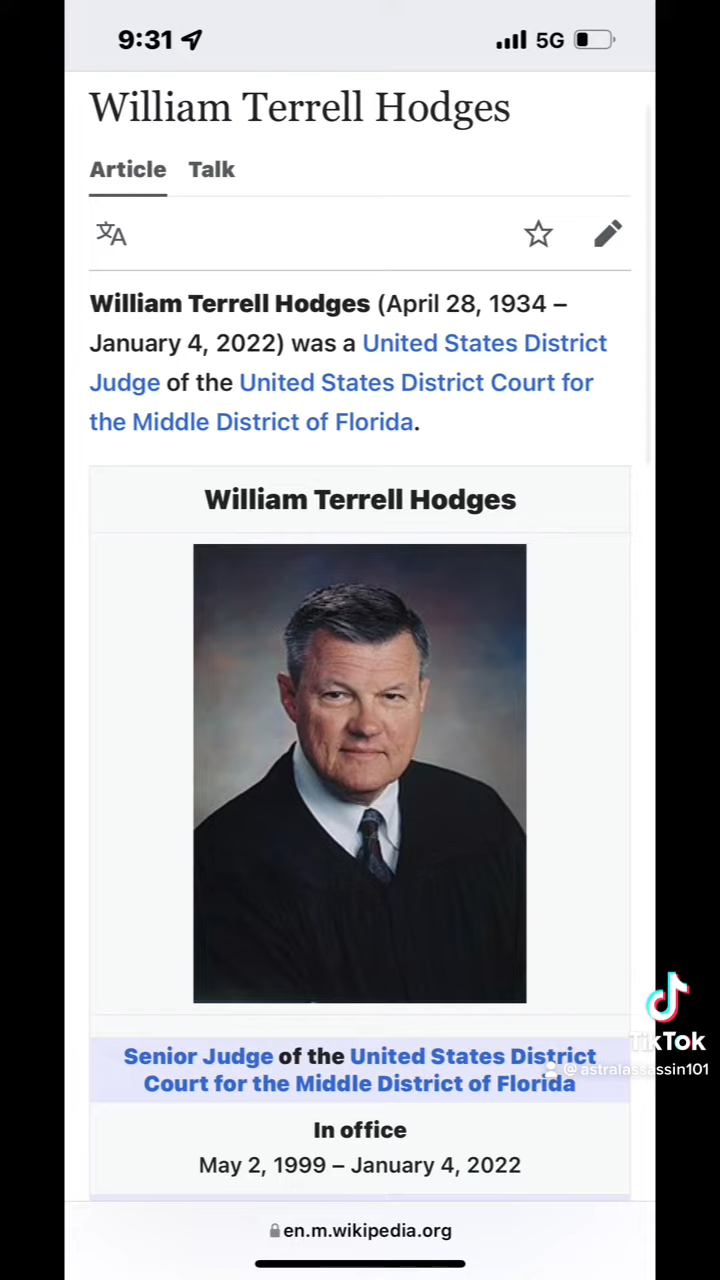 9:31
5G
William Terrell Hodges
Article Talk
文A
William Terrell Hodges (April 28, 1934 –
January 4, 2022) was a United States District
Judge of the United States District Court for
the Middle District of Florida.
William Terrell Hodges
TikTok
@astralassassin101
Senior Judge of the United States District
Court for the Middle District of Florida
In office
May 2, 1999 – January 4, 2022
en.m.wikipedia.org